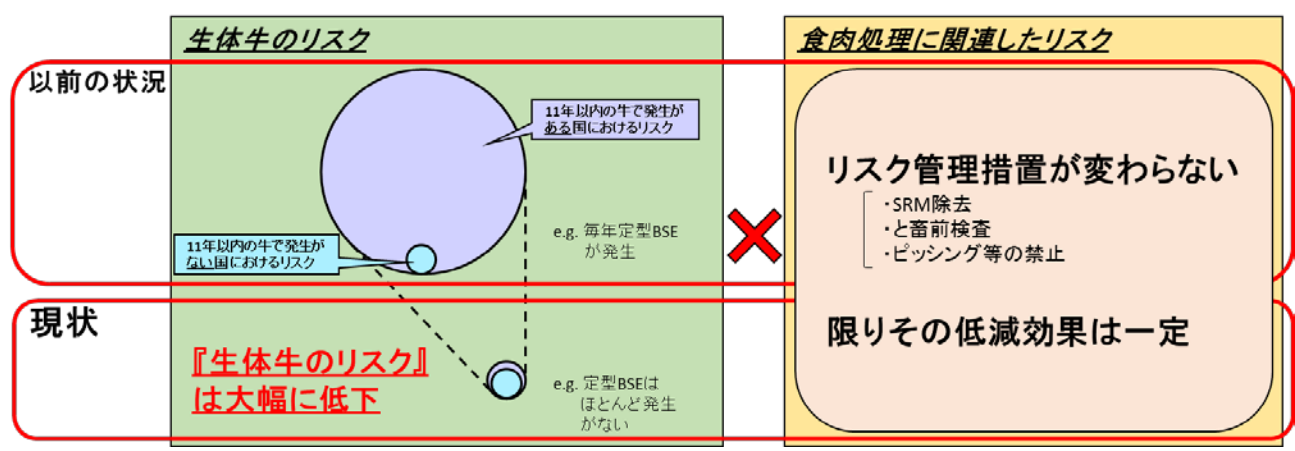 生体牛のリスク
食肉処理に関連したリスク
以前の状況
11年以内の牛で発生が
ある国におけるリスク
11年以内の牛で発生が
ない国におけるリスク
e.g. 毎年定型BSE
が発生
リスク管理措置が変わらない
・SRM除去
・と畜前検査
・ピッシング等の禁止
限りその低減効果は一定
現状
『生体牛のリスク』
は大幅に低下
e.g. 定型BSEは
ほとんど発生
がない